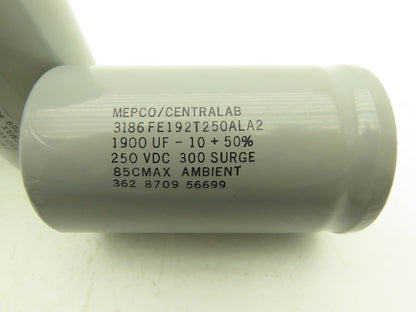 MEPCO/CENTRALAB
3186FE192T250ALA2
1900 UF - 10 + 50%
250 VDC 300 SURGE
85CMAX AMBIENT
362 8709 56699